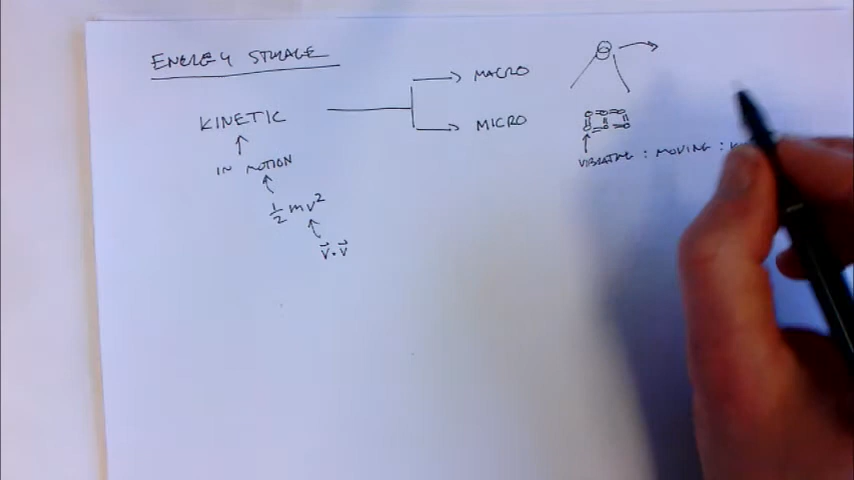 ENERGY STORAGE
KINETIC
IN MOTION
½mv²
v⃗·v⃗
MACRO
MICRO
VIBRATING : MOVING :